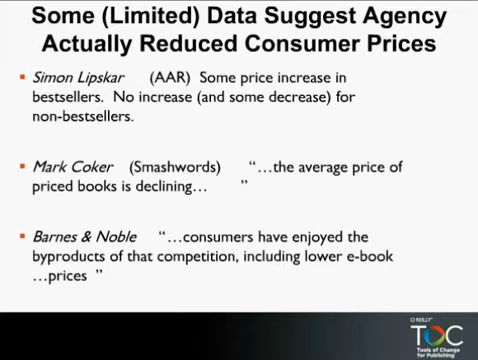 Some (Limited) Data Suggest Agency
Actually Reduced Consumer Prices
Simon Lipskar (AAR) Some price increase in
bestsellers. No increase (and some decrease) for
non-bestsellers.
Mark Coker (Smashwords) “…the average price of
priced books is declining… ”
Barnes & Noble “…consumers have enjoyed the
byproducts of that competition, including lower e-book
…prices ”
O'REILLY
TOC
Tools of Change
for Publishing